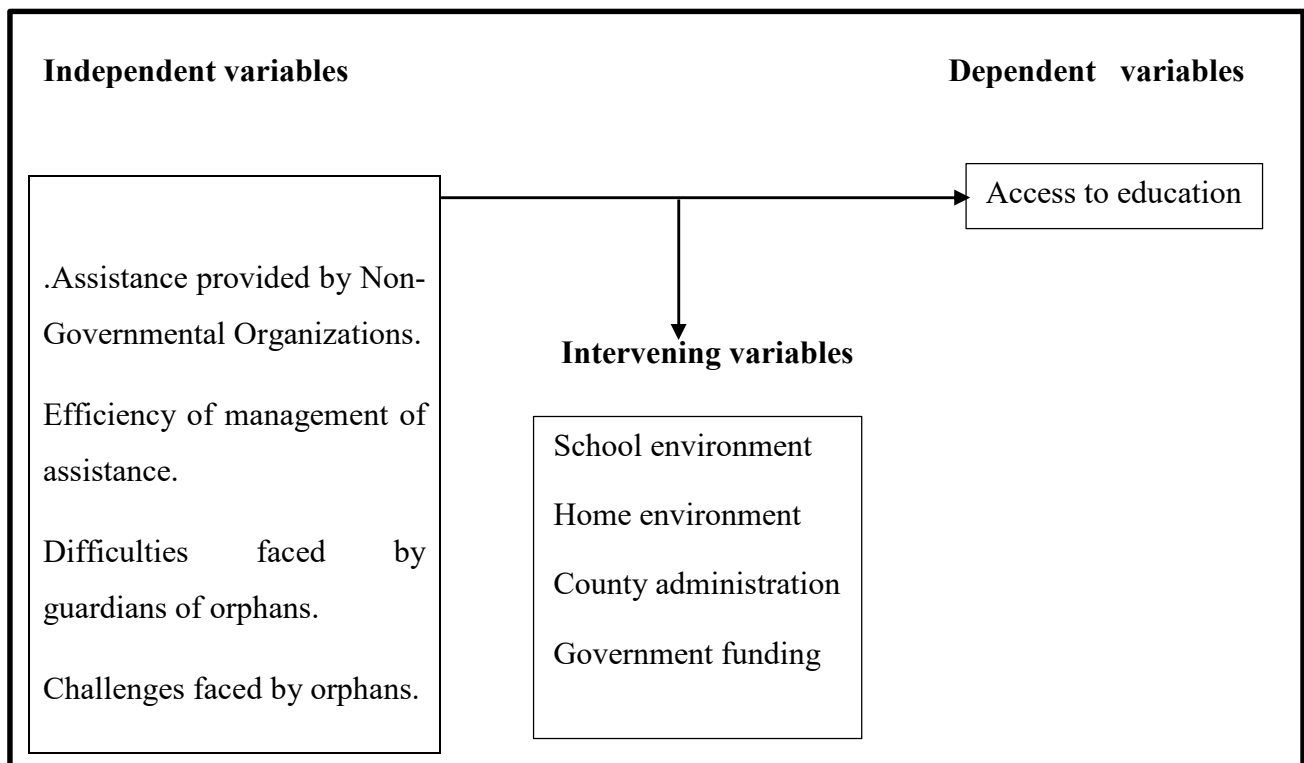 Independent variables
Dependent variables
Access to education
.Assistance provided by Non-
Governmental Organizations.
Efficiency of management of
assistance.
Difficulties faced by
guardians of orphans.
Challenges faced by orphans.
Intervening variables
School environment
Home environment
County administration
Government funding